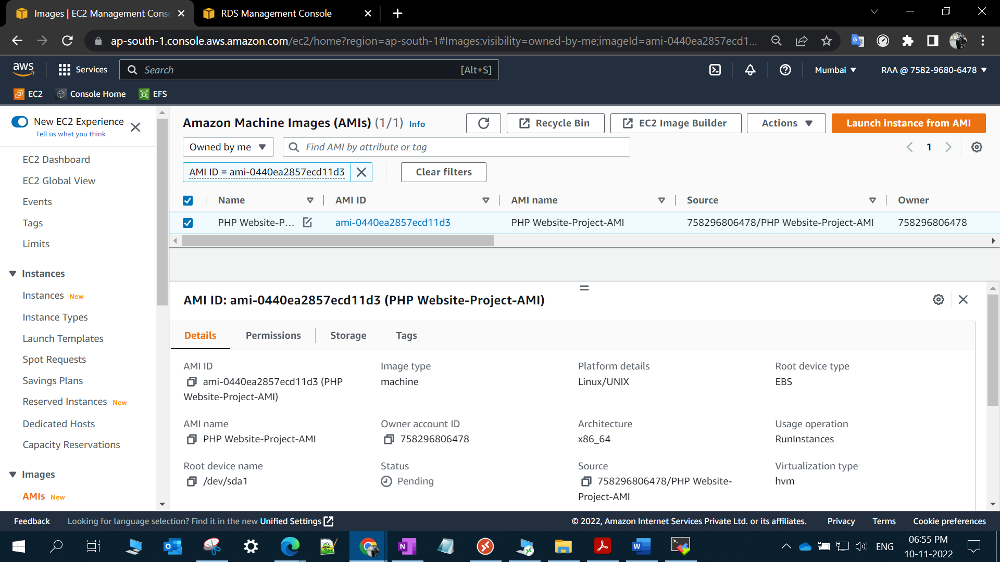 Images | EC2 Management Cons
RDS Management Console
ap-south-1.console.aws.amazon.com/ec2/home?region=ap-south-1#Images:visibility=owned-by-me;imageId=ami-0440ea2857ecd1...
aws
Services
Search
[Alt+S]
Mumbai
RAA @ 7582-9680-6478
EC2
Console Home
EFS
New EC2 Experience
Tell us what you think
EC2 Dashboard
EC2 Global View
Events
Tags
Limits
Instances
Instances New
Instance Types
Launch Templates
Spot Requests
Savings Plans
Reserved Instances New
Dedicated Hosts
Capacity Reservations
Images
AMIs New
Amazon Machine Images (AMIs) (1/1) Info
Recycle Bin
EC2 Image Builder
Actions
Launch instance from AMI
Owned by me
Find AMI by attribute or tag
1
AMI ID = ami-0440ea2857ecd11d3
Clear filters
Name
AMI ID
AMI name
Source
Owner
PHP Website-P...
ami-0440ea2857ecd11d3
PHP Website-Project-AMI
758296806478/PHP Website-Project-AMI
758296806478
AMI ID: ami-0440ea2857ecd11d3 (PHP Website-Project-AMI)
Details
Permissions
Storage
Tags
AMI ID
ami-0440ea2857ecd11d3 (PHP
Website-Project-AMI)
Image type
machine
Platform details
Linux/UNIX
Root device type
EBS
AMI name
PHP Website-Project-AMI
Owner account ID
758296806478
Architecture
x86_64
Usage operation
RunInstances
Root device name
/dev/sda1
Status
Pending
Source
758296806478/PHP Website-
Project-AMI
Virtualization type
hvm
Feedback
Looking for language selection? Find it in the new Unified Settings
© 2022, Amazon Internet Services Private Ltd. or its affiliates.
Privacy
Terms
Cookie preferences
ENG
06:55 PM
10-11-2022